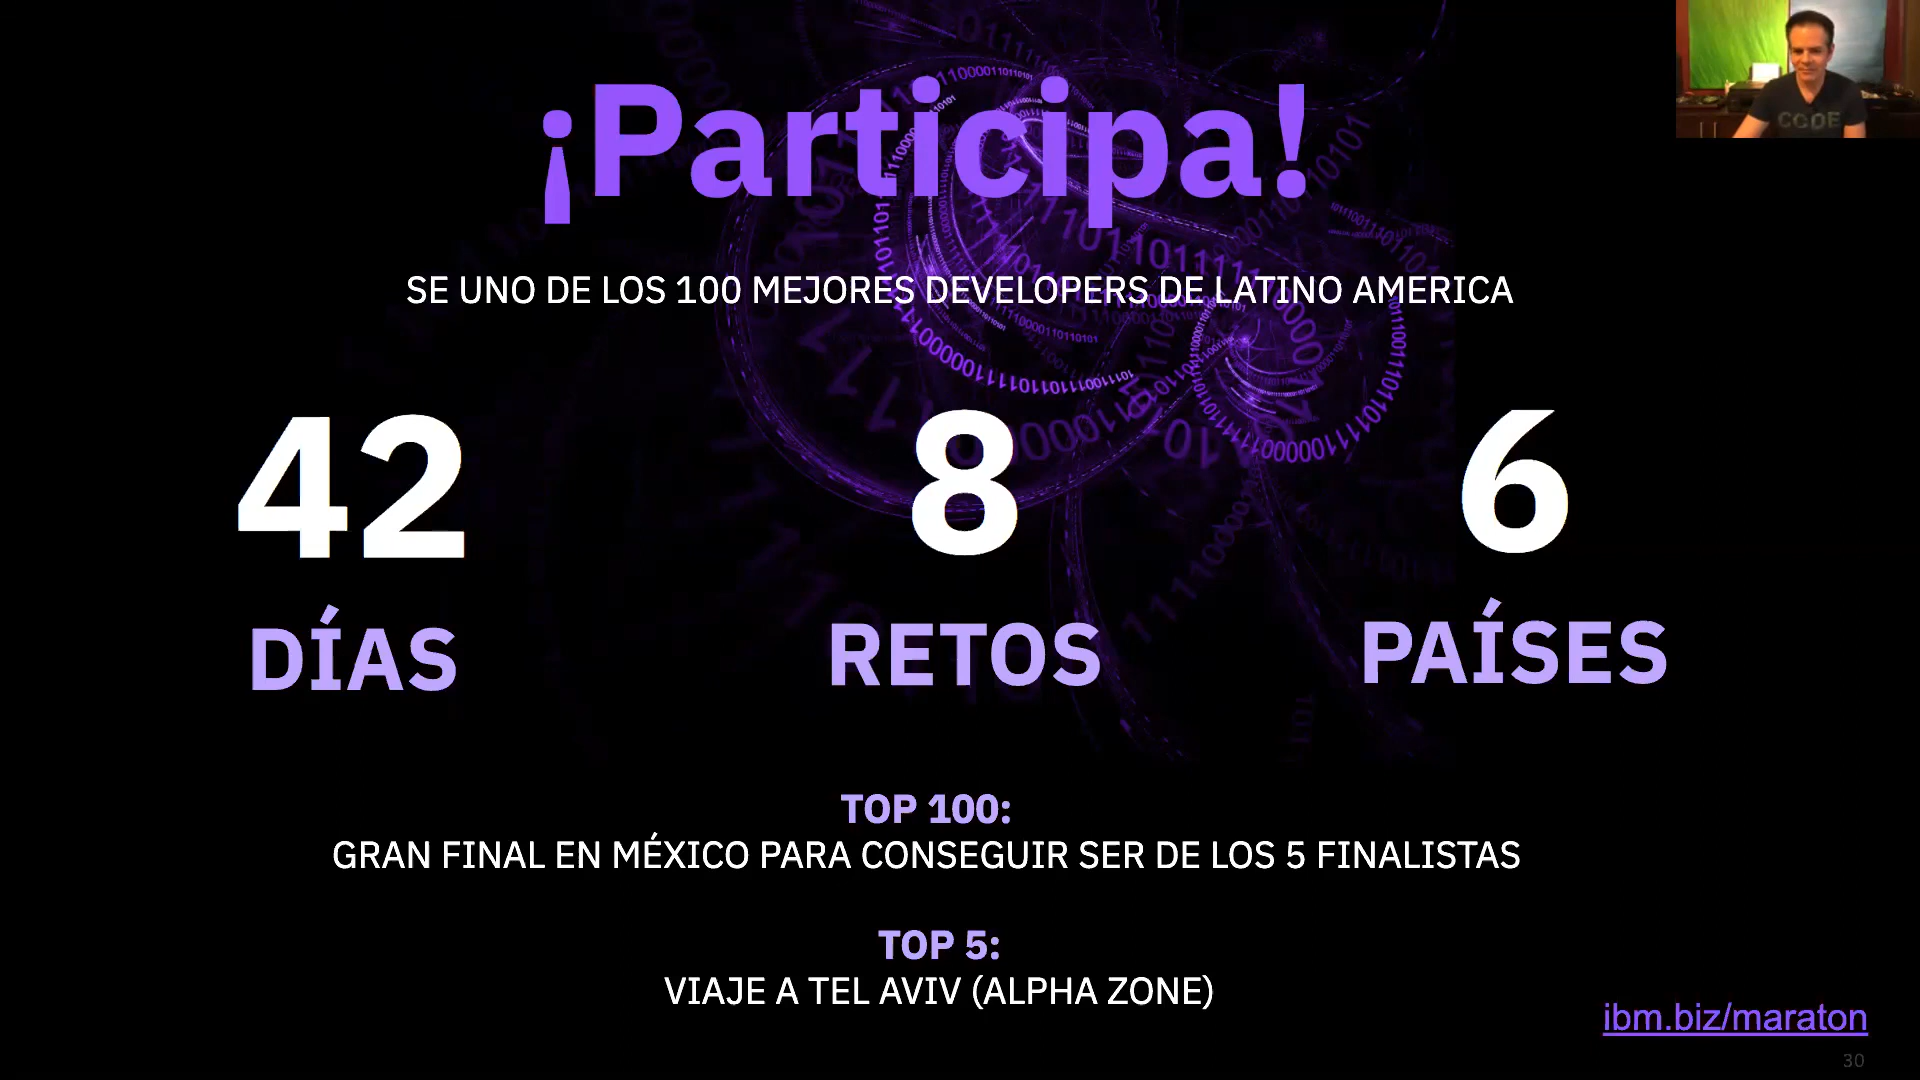 ¡Participa!
SE UNO DE LOS 100 MEJORES DEVELOPERS DE LATINO AMERICA
42
DÍAS
8
RETOS
6
PAÍSES
TOP 100:
GRAN FINAL EN MÉXICO PARA CONSEGUIR SER DE LOS 5 FINALISTAS
TOP 5:
VIAJE A TEL AVIV (ALPHA ZONE)
ibm.biz/maraton
30